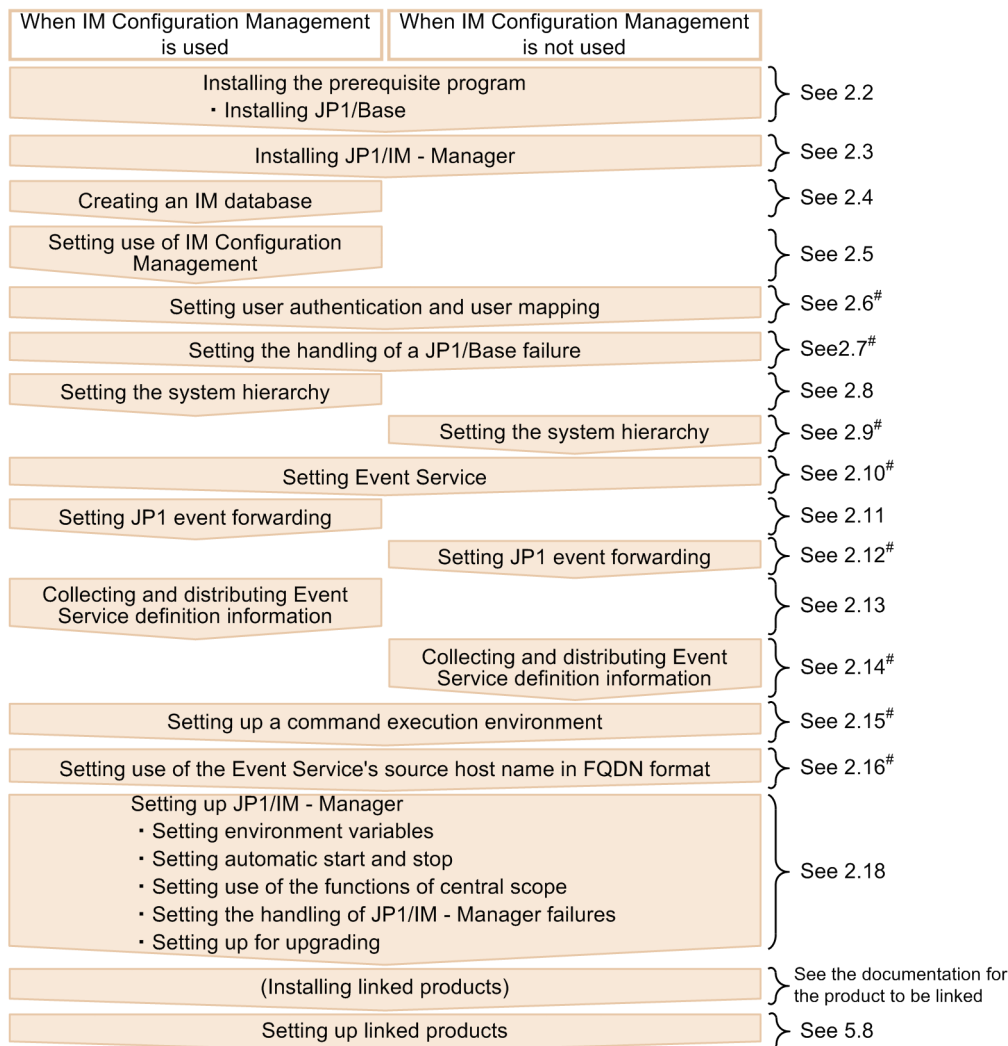 When IM Configuration Management
is used
When IM Configuration Management
is not used
Installing the prerequisite program
・Installing JP1/Base
See 2.2
Installing JP1/IM - Manager
See 2.3
Creating an IM database
See 2.4
Setting use of IM Configuration
Management
See 2.5
Setting user authentication and user mapping
See 2.6#
Setting the handling of a JP1/Base failure
See2.7#
Setting the system hierarchy
See 2.8
Setting the system hierarchy
See 2.9#
Setting Event Service
See 2.10#
Setting JP1 event forwarding
See 2.11
Setting JP1 event forwarding
See 2.12#
Collecting and distributing Event
Service definition information
See 2.13
Collecting and distributing Event
Service definition information
See 2.14#
Setting up a command execution environment
See 2.15#
Setting use of the Event Service's source host name in FQDN format
See 2.16#
Setting up JP1/IM - Manager
・Setting environment variables
・Setting automatic start and stop
・Setting use of the functions of central scope
・Setting the handling of JP1/IM - Manager failures
・Setting up for upgrading
See 2.18
(Installing linked products)
See the documentation for
the product to be linked
Setting up linked products
See 5.8